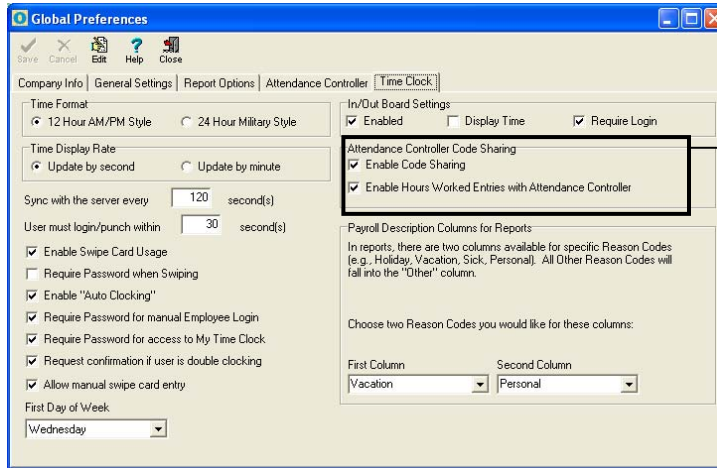 Global Preferences
Save Cancel Edit Help Close
Company Info General Settings Report Options Attendance Controller Time Clock
Time Format
12 Hour AM/PM Style 24 Hour Military Style
Time Display Rate
Update by second Update by minute
Sync with the server every 120 second(s)
User must login/punch within 30 second(s)
Enable Swipe Card Usage
Require Password when Swiping
Enable "Auto Clocking"
Require Password for manual Employee Login
Require Password for access to My Time Clock
Request confirmation if user is double clocking
Allow manual swipe card entry
First Day of Week
Wednesday
In/Out Board Settings
Enabled Display Time Require Login
Attendance Controller Code Sharing
Enable Code Sharing
Enable Hours Worked Entries with Attendance Controller
Payroll Description Columns for Reports
In reports, there are two columns available for specific Reason Codes
(e.g., Holiday, Vacation, Sick, Personal). All Other Reason Codes will
fall into the "Other" column.
Choose two Reason Codes you would like for these columns:
First Column Second Column
Vacation Personal